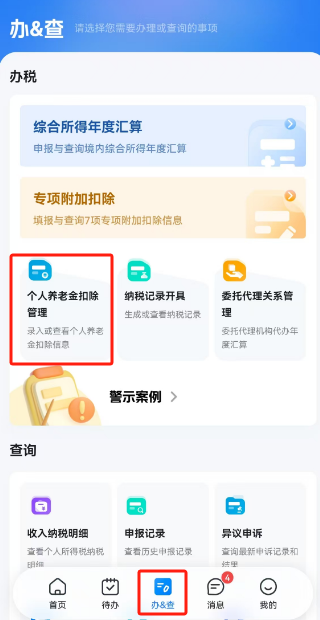 办&查 请选择您需要办理或查询的事项
办税
综合所得年度汇算
申报与查询境内综合所得年度汇算
专项附加扣除
填报与查询7项专项附加扣除信息
个人养老金扣除
管理
录入或查看个人养老
金扣除信息
纳税记录开具
生成或查看纳税记录
委托代理关系管
理
委托代理机构代办年
度汇算
警示案例
查询
收入纳税明细
查看个人所得税纳税
明细
申报记录
查看历史申报记录
异议申诉
查询最新申诉记录和
结果
首页
待办
办&查
消息
4
我的